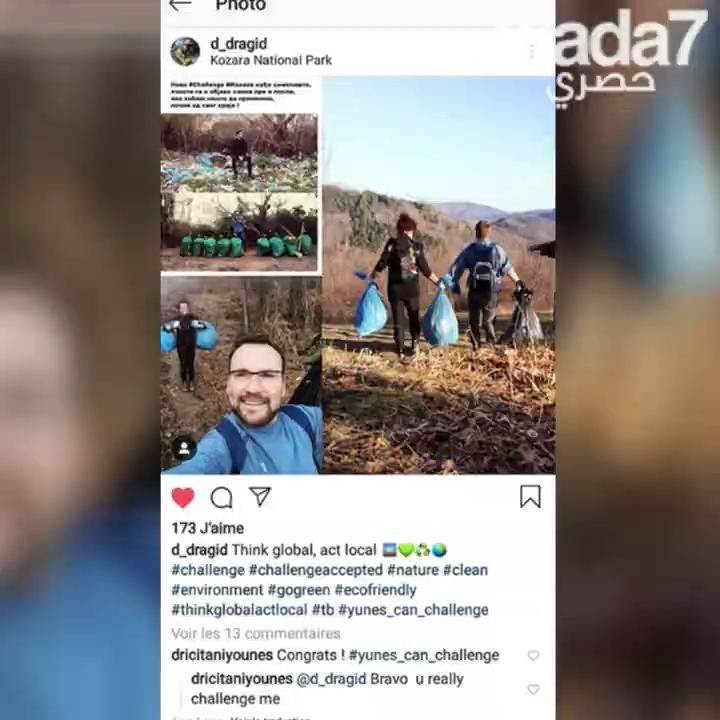 Photo
ada7
حصري
d_dragid
Kozara National Park
173 J'aime
d_dragid Think global, act local
#challenge #challengeaccepted #nature #clean
#environment #gogreen #ecofriendly
#thinkglobalactlocal #tb #yunes_can_challenge
Voir les 13 commentaires
dricitaniyounes Congrats ! #yunes_can_challenge
dricitaniyounes @d_dragid Bravo u really
challenge me